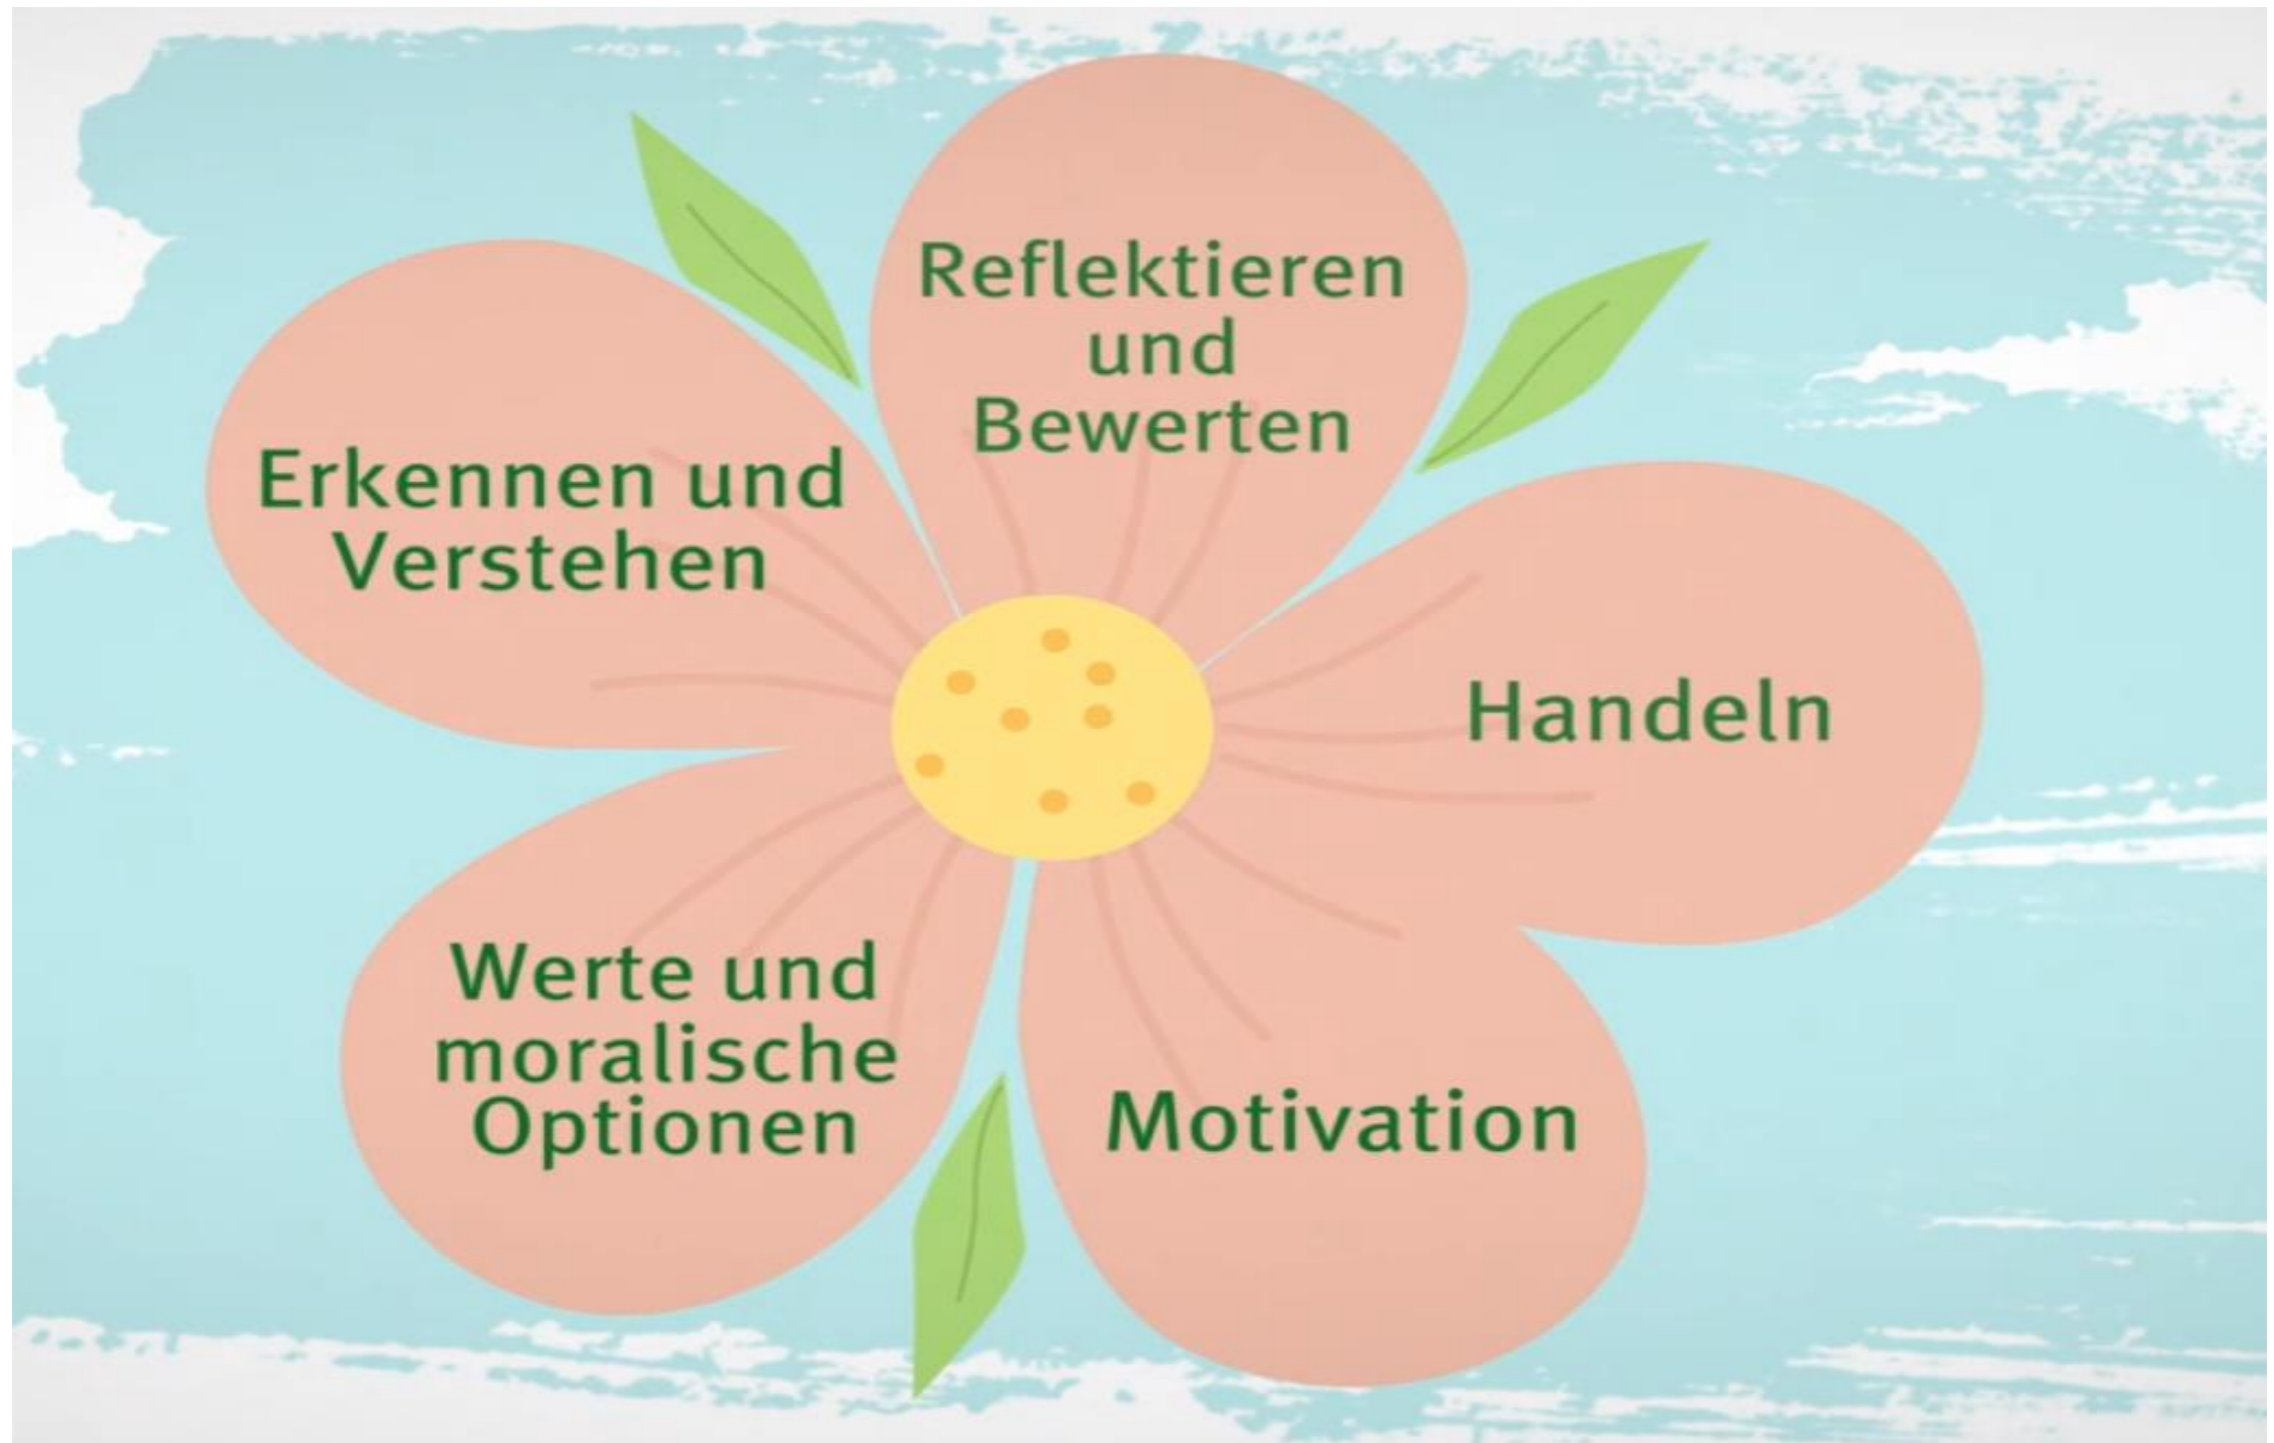 Reflektieren
und
Bewerten
Erkennen und
Verstehen
Handeln
Werte und
moralische
Optionen
Motivation